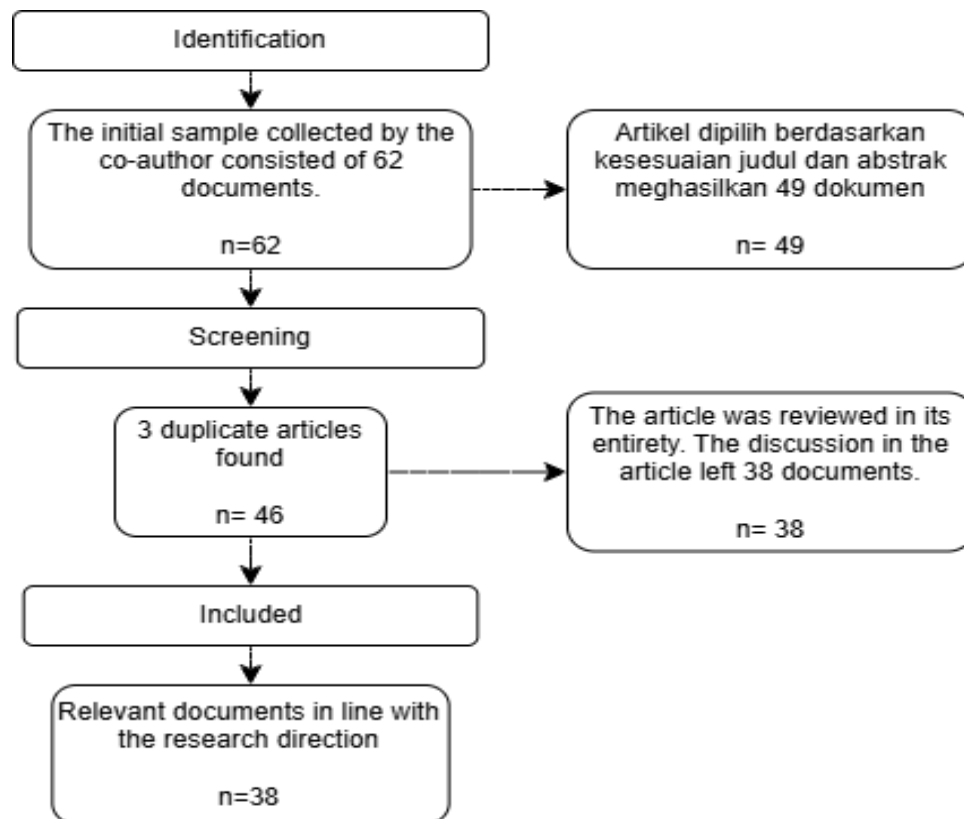 Identification
The initial sample collected by the
co-author consisted of 62
documents.
n=62
Artikel dipilih berdasarkan
kesesuaian judul dan abstrak
meghasilkan 49 dokumen
n= 49
Screening
3 duplicate articles
found
n= 46
The article was reviewed in its
entirety. The discussion in the
article left 38 documents.
n= 38
Included
Relevant documents in line with
the research direction
n=38